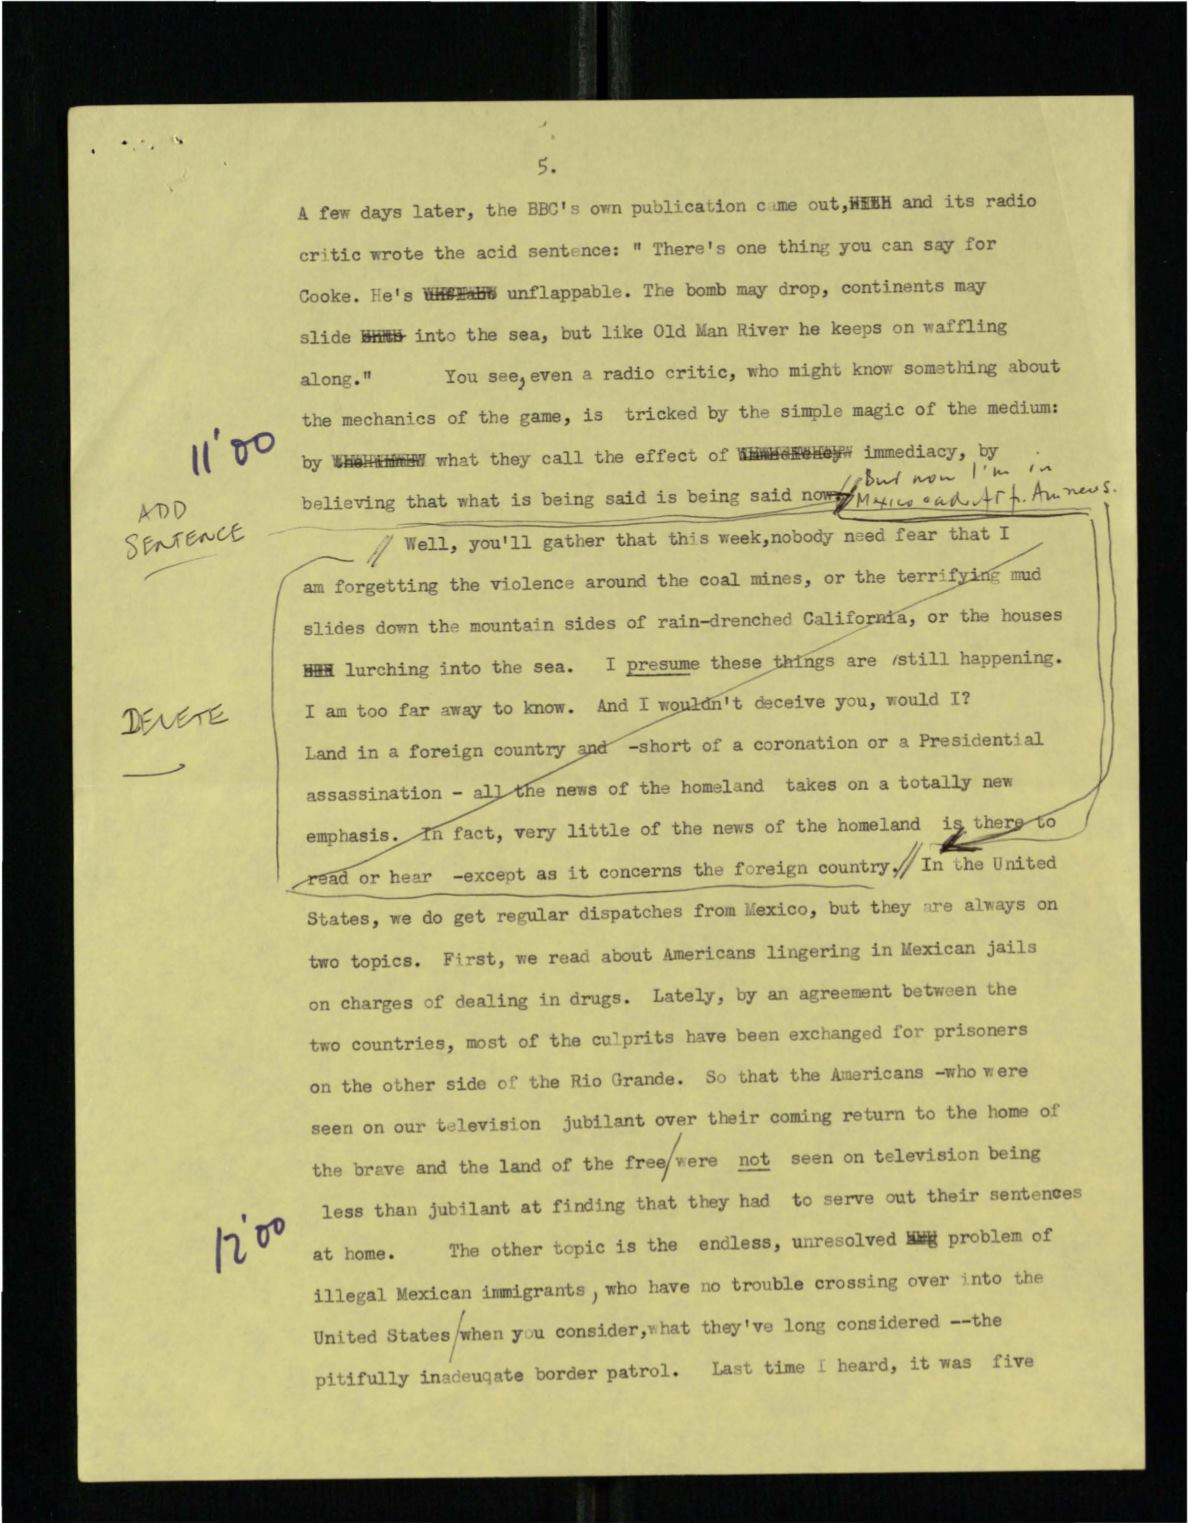 5.
A few days later, the BBC's own publication came out, and its radio
critic wrote the acid sentence: " There's one thing you can say for
Cooke. He's unflappable. The bomb may drop, continents may
slide into the sea, but like Old Man River he keeps on waffling
along." You see, even a radio critic, who might know something about
the mechanics of the game, is tricked by the simple magic of the medium:
11'00
by what they call the effect of immediacy, by
But now I'm in
believing that what is being said is being said now.
Mexico Am news.
ADD
SENTENCE
// Well, you'll gather that this week,nobody need fear that I
am forgetting the violence around the coal mines, or the terrifying mud
slides down the mountain sides of rain-drenched California, or the houses
lurching into the sea. I presume these things are /still happening.
DELETE
I am too far away to know. And I wouldn't deceive you, would I?
Land in a foreign country and -short of a coronation or a Presidential
assassination - all the news of the homeland takes on a totally new
emphasis. In fact, very little of the news of the homeland is there to
read or hear -except as it concerns the foreign country.// In the United
States, we do get regular dispatches from Mexico, but they are always on
two topics. First, we read about Americans lingering in Mexican jails
on charges of dealing in drugs. Lately, by an agreement between the
two countries, most of the culprits have been exchanged for prisoners
on the other side of the Rio Grande. So that the Americans -who were
seen on our television jubilant over their coming return to the home of
the brave and the land of the free/were not seen on television being
less than jubilant at finding that they had to serve out their sentences
12'00
at home. The other topic is the endless, unresolved problem of
illegal Mexican immigrants, who have no trouble crossing over into the
United States/when you consider,what they've long considered --the
pitifully inadeuqate border patrol. Last time I heard, it was five